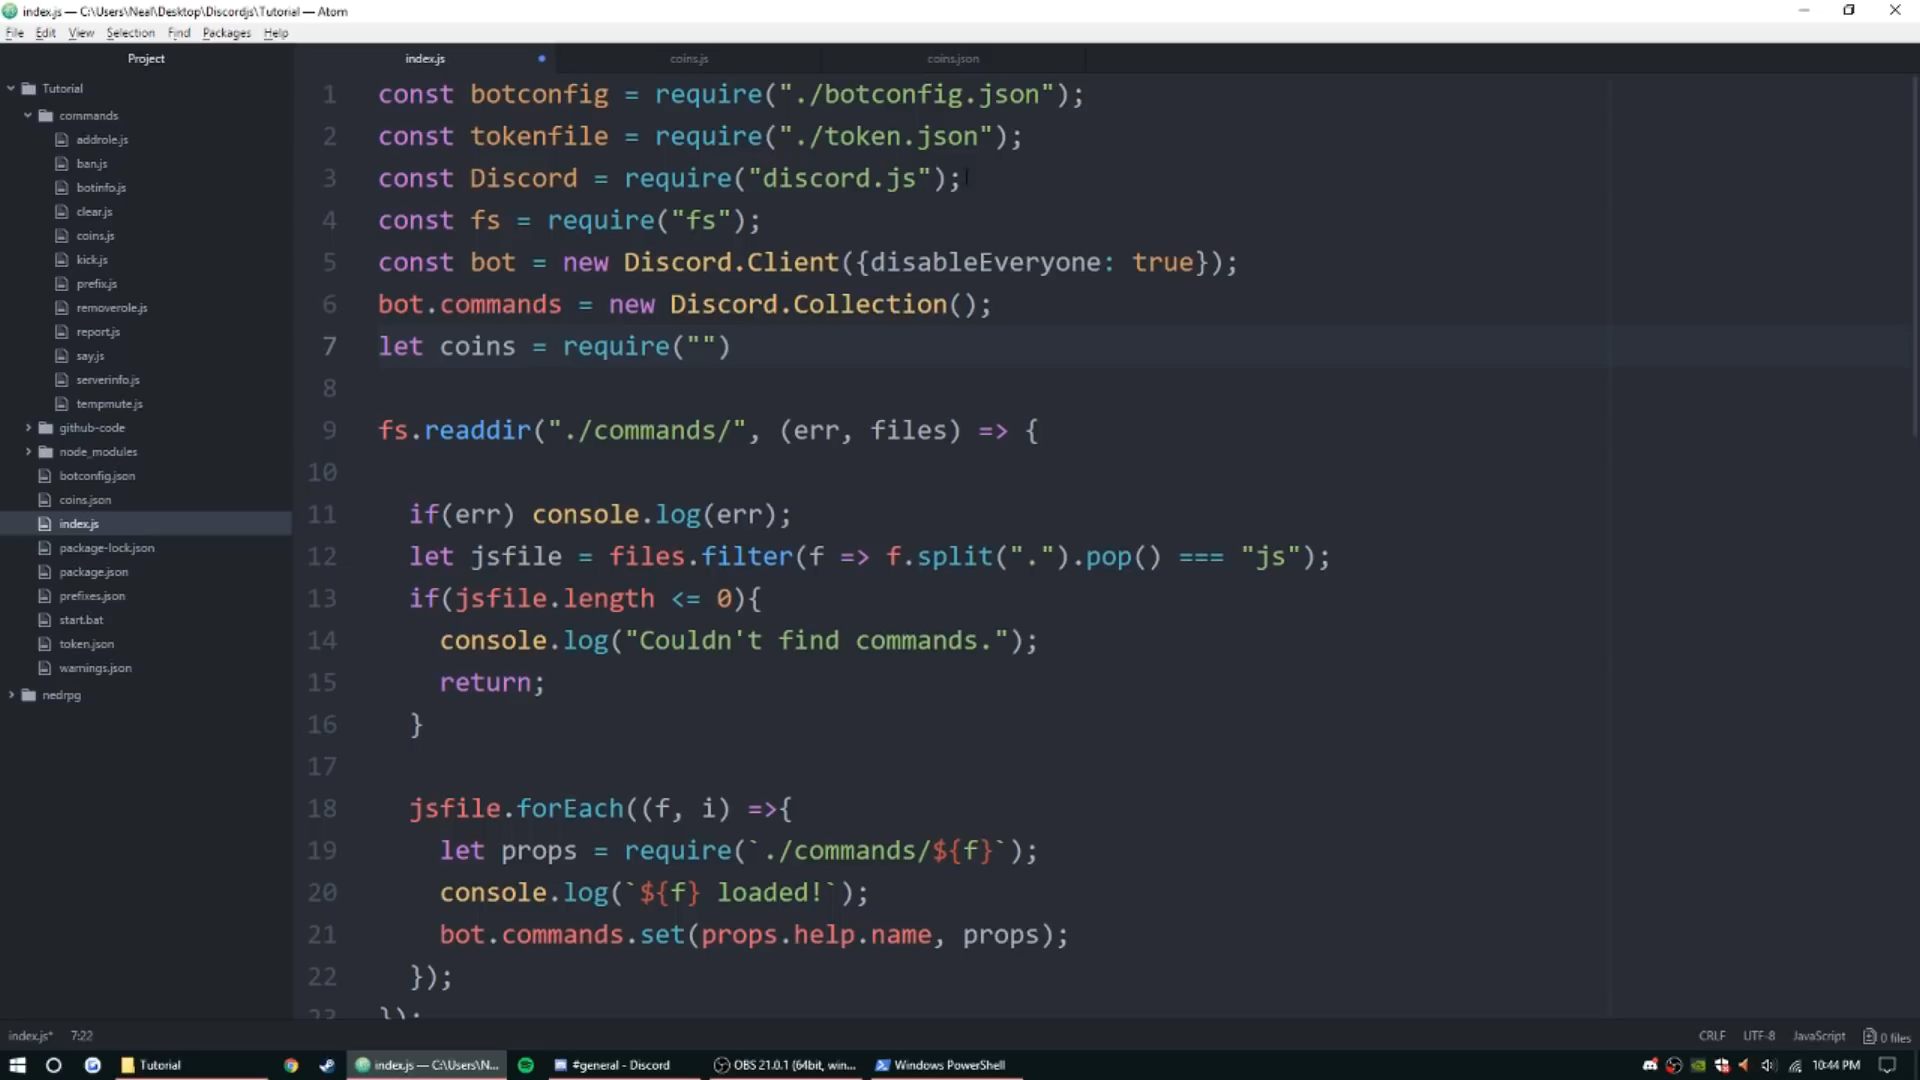 index.js — C:\Users\Neal\Desktop\Discordjs\Tutorial — Atom
File Edit View Selection Find Packages Help
Project
Tutorial
commands
addrole.js
ban.js
botinfo.js
clear.js
coins.js
kick.js
prefix.js
removerole.js
report.js
say.js
serverinfo.js
tempmute.js
github-code
node_modules
botconfig.json
coins.json
index.js
package-lock.json
package.json
prefixes.json
start.bat
token.json
warnings.json
nedrpg
index.js coins.js coins.json
1 const botconfig = require("./botconfig.json");
2 const tokenfile = require("./token.json");
3 const Discord = require("discord.js");
4 const fs = require("fs");
5 const bot = new Discord.Client({disableEveryone: true});
6 bot.commands = new Discord.Collection();
7 let coins = require("")
8
9 fs.readdir("./commands/", (err, files) => {
10
11 if(err) console.log(err);
12 let jsfile = files.filter(f => f.split(".").pop() === "js");
13 if(jsfile.length <= 0){
14 console.log("Couldn't find commands.");
15 return;
16 }
17
18 jsfile.forEach((f, i) =>{
19 let props = require(`./commands/${f}`);
20 console.log(`${f} loaded!`);
21 bot.commands.set(props.help.name, props);
22 });
23 });
index.js* 7:22 CRLF UTF-8 JavaScript 0 files
Tutorial index.js — C:\Users\N... #general - Discord OBS 21.0.1 (64bit, win... Windows PowerShell 10:44 PM